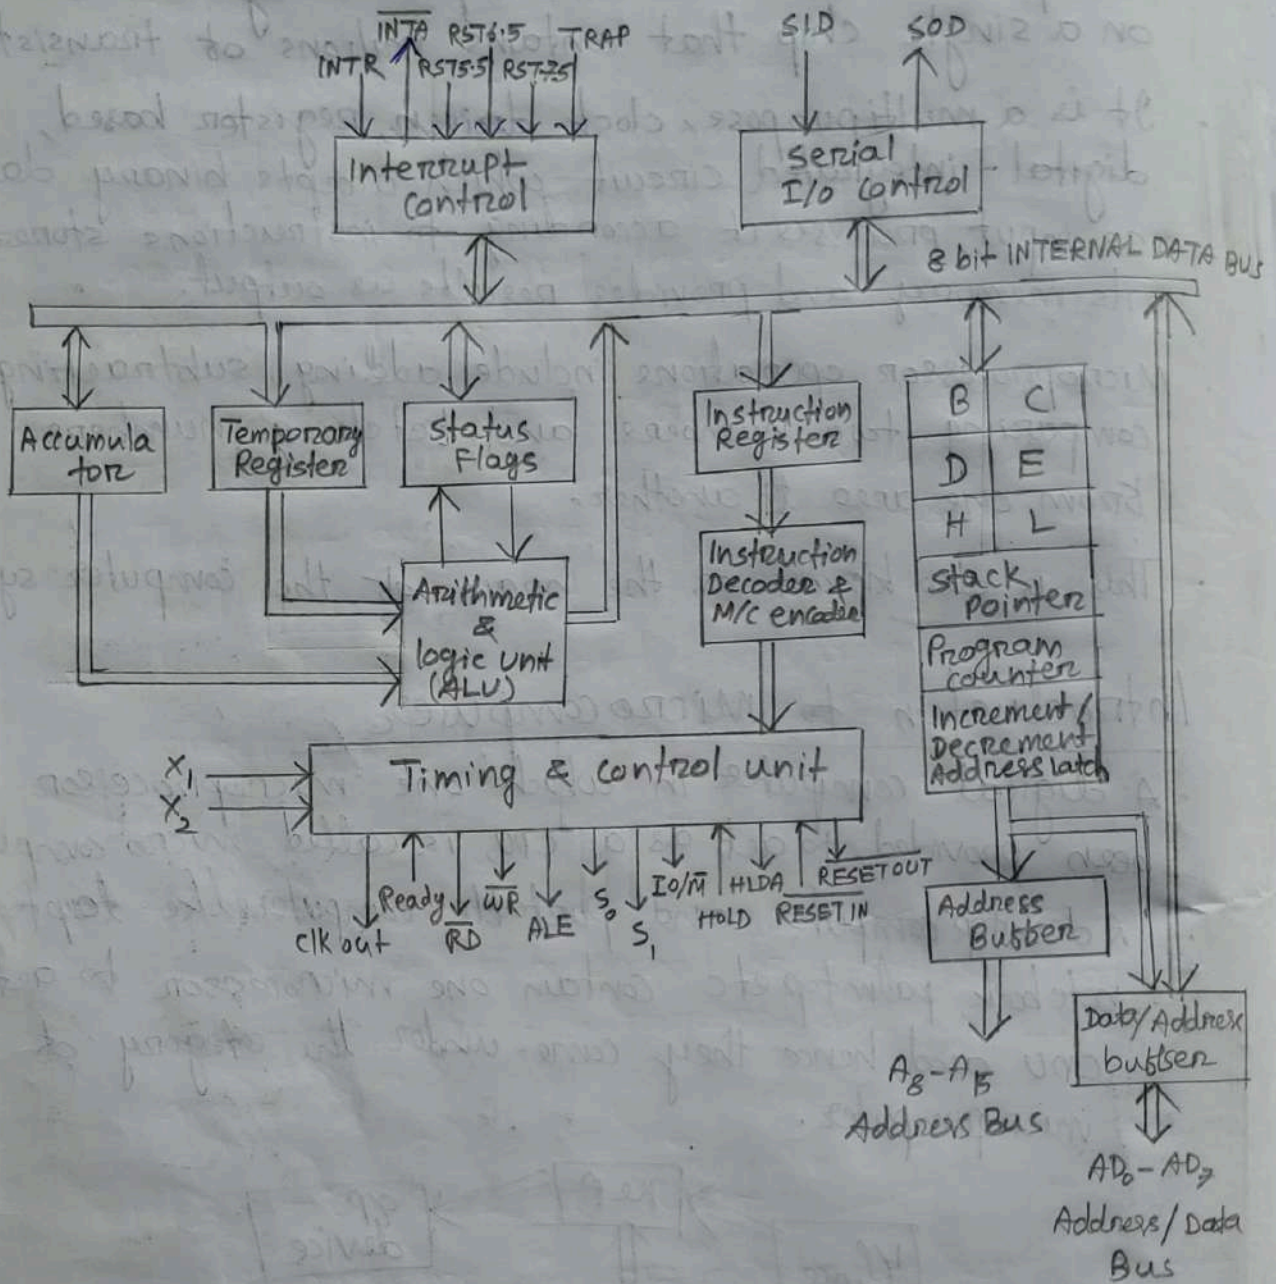 INTA RST6.5 TRAP
INTR RST5.5 RST7.5
SID SOD
Interrupt
Control
Serial
I/O Control
8 bit INTERNAL DATA BUS
Accumula
tor
Temporary
Register
Status
Flags
Instruction
Register
B C
D E
H L
Stack
pointer
Program
counter
Increment/
Decrement
Address latch
Instruction
Decoder &
M/C encoder
Arithmetic
&
logic unit
(ALU)
X1
X2
Timing & control unit
Clk out
Ready
RD
WR
ALE
S0
S1
IO/M
HOLD
HLDA
RESET IN
RESET OUT
Address
Buffer
A8-A15
Address Bus
Data/Address
buffer
AD0-AD7
Address/Data
Bus